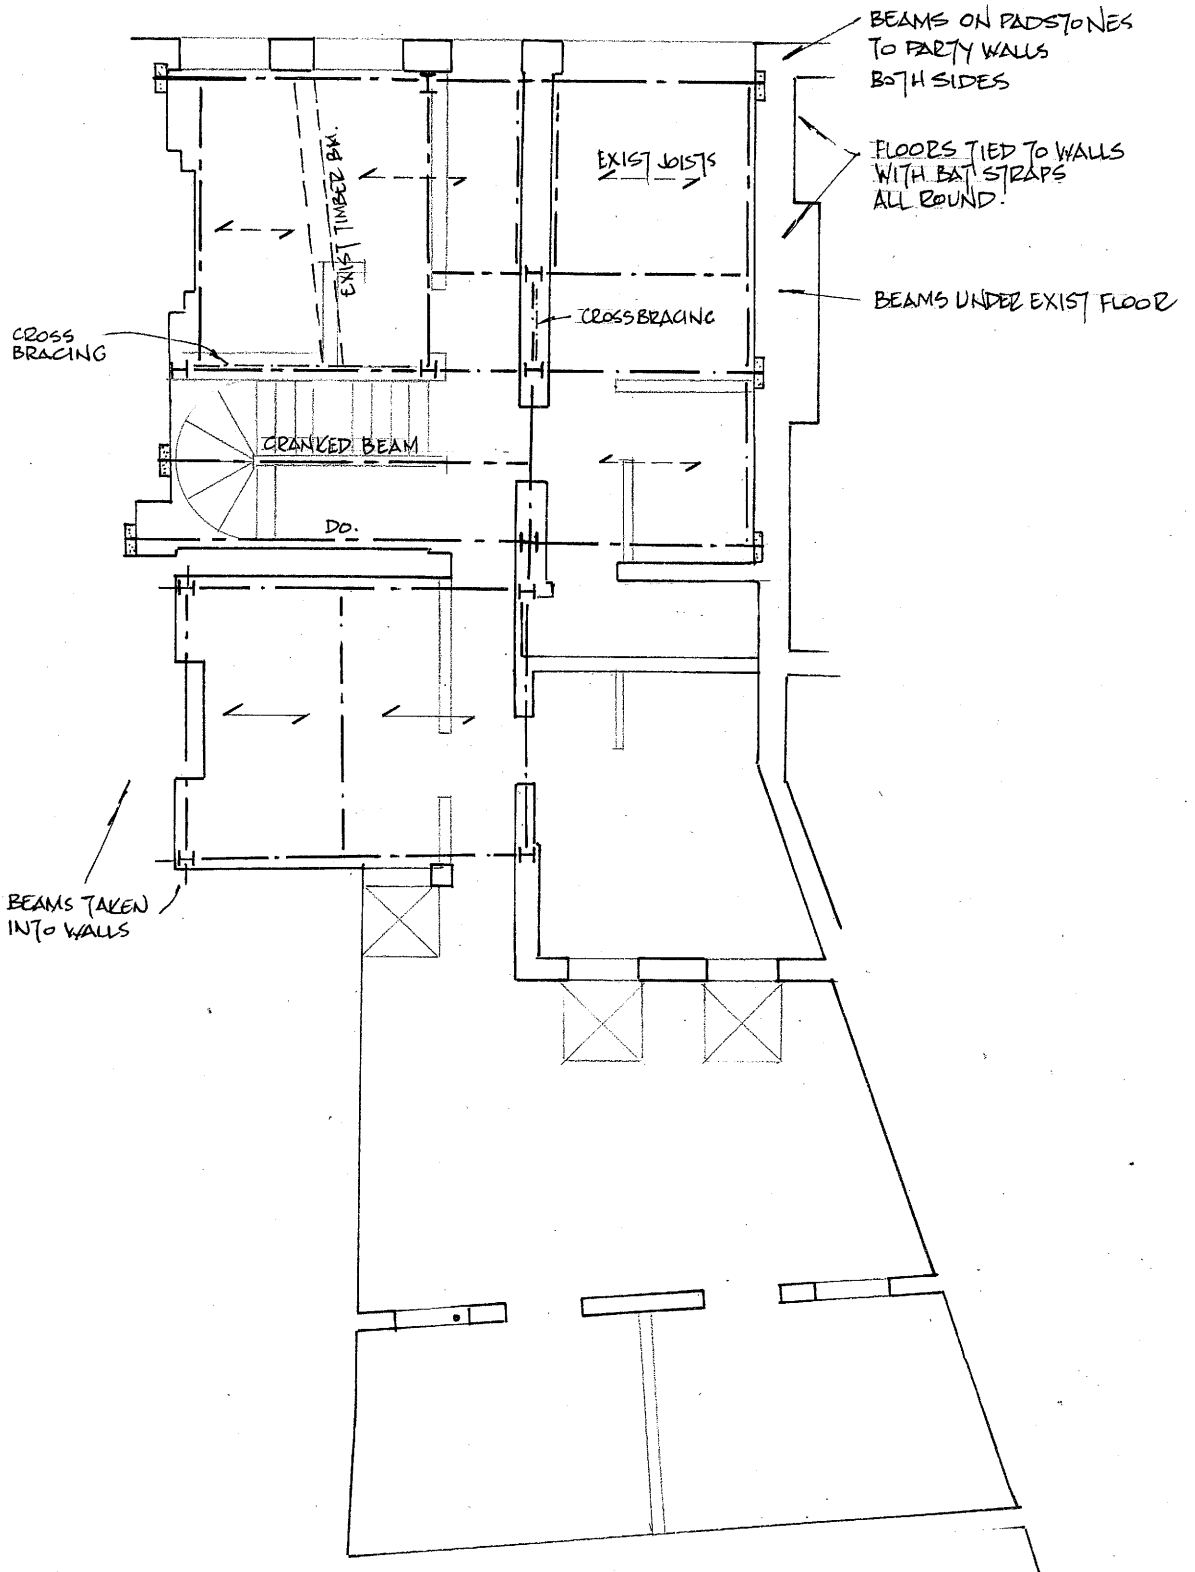 BEAMS ON PADSTONES
TO PARTY WALLS
BOTH SIDES
FLOORS TIED TO WALLS
WITH BAT STRAPS
ALL ROUND.
EXIST JOISTS
EXIST TIMBER BM.
BEAMS UNDER EXIST FLOOR
CROSSBRACING
CROSS
BRACING
CRANKED BEAM
DO.
BEAMS TAKEN
INTO WALLS